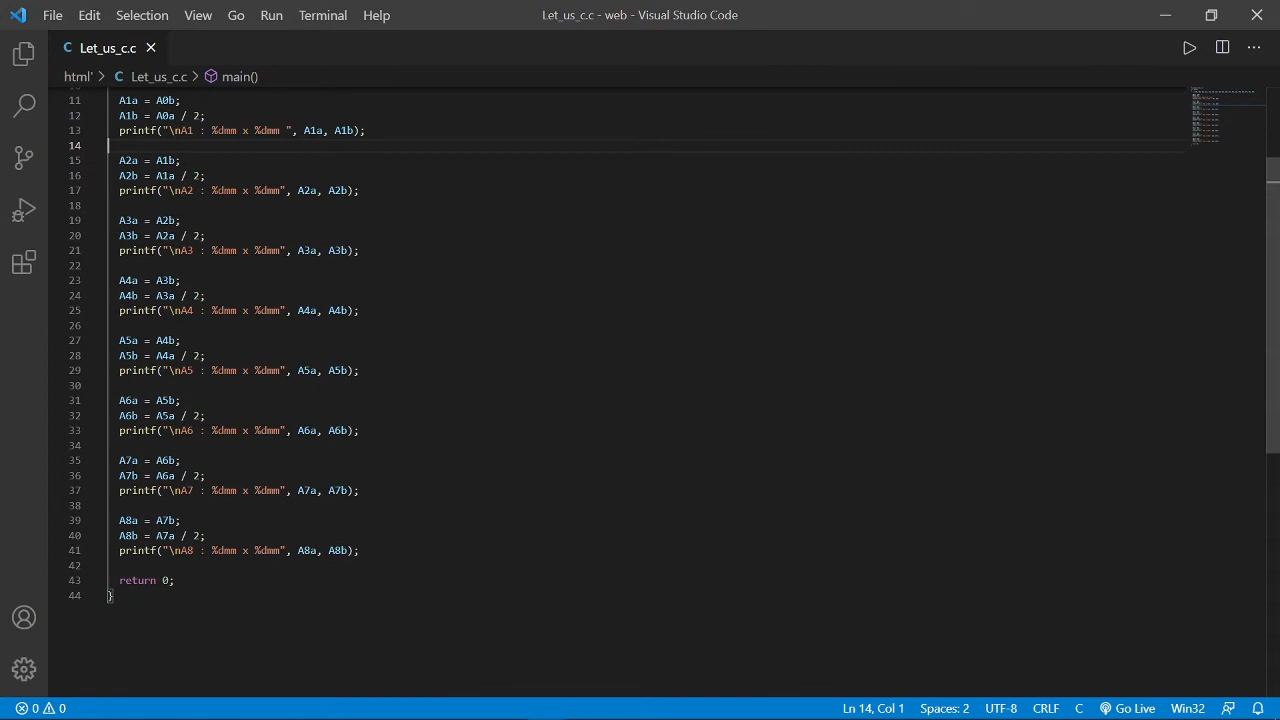 File Edit Selection View Go Run Terminal Help Let_us_c.c - web - Visual Studio Code
C Let_us_c.c
html' > C Let_us_c.c > main()
11 A1a = A0b;
12 A1b = A0a / 2;
13 printf("\nA1 : %dmm x %dmm ", A1a, A1b);
14
15 A2a = A1b;
16 A2b = A1a / 2;
17 printf("\nA2 : %dmm x %dmm", A2a, A2b);
18
19 A3a = A2b;
20 A3b = A2a / 2;
21 printf("\nA3 : %dmm x %dmm", A3a, A3b);
22
23 A4a = A3b;
24 A4b = A3a / 2;
25 printf("\nA4 : %dmm x %dmm", A4a, A4b);
26
27 A5a = A4b;
28 A5b = A4a / 2;
29 printf("\nA5 : %dmm x %dmm", A5a, A5b);
30
31 A6a = A5b;
32 A6b = A5a / 2;
33 printf("\nA6 : %dmm x %dmm", A6a, A6b);
34
35 A7a = A6b;
36 A7b = A6a / 2;
37 printf("\nA7 : %dmm x %dmm", A7a, A7b);
38
39 A8a = A7b;
40 A8b = A7a / 2;
41 printf("\nA8 : %dmm x %dmm", A8a, A8b);
42
43 return 0;
44 }
0 0 Ln 14, Col 1 Spaces: 2 UTF-8 CRLF C Go Live Win32